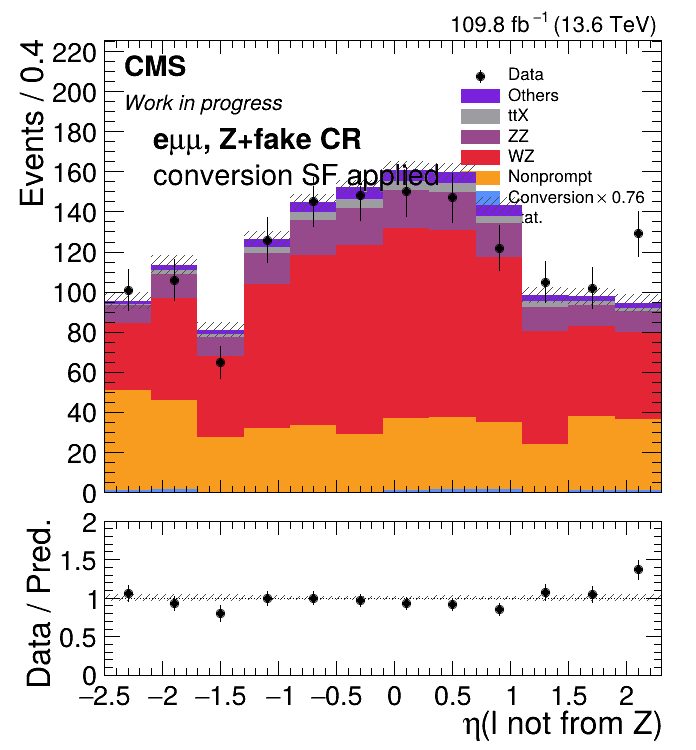 109.8 fb⁻¹ (13.6 TeV)
Events / 0.4
220
200
180
160
140
120
100
80
60
40
20
0
CMS
Work in progress
eμμ, Z+fake CR
conversion SF applied
Data
Others
ttX
ZZ
WZ
Nonprompt
Conversion × 0.76
Data / Pred.
2
1.5
1
0.5
0
−2.5 −2 −1.5 −1 −0.5 0 0.5 1 1.5 2
η(l not from Z)